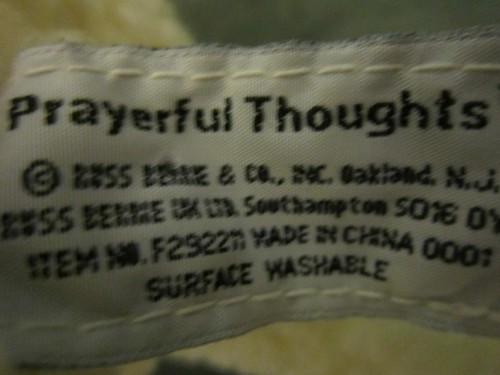 Prayerful Thoughts
© RUSS BERRIE & CO., INC. Oakland, N.J.
RUSS BERRIE UK LTD. Southampton SO16
ITEM NO. MADE IN CHINA 0001
SURFACE WASHABLE